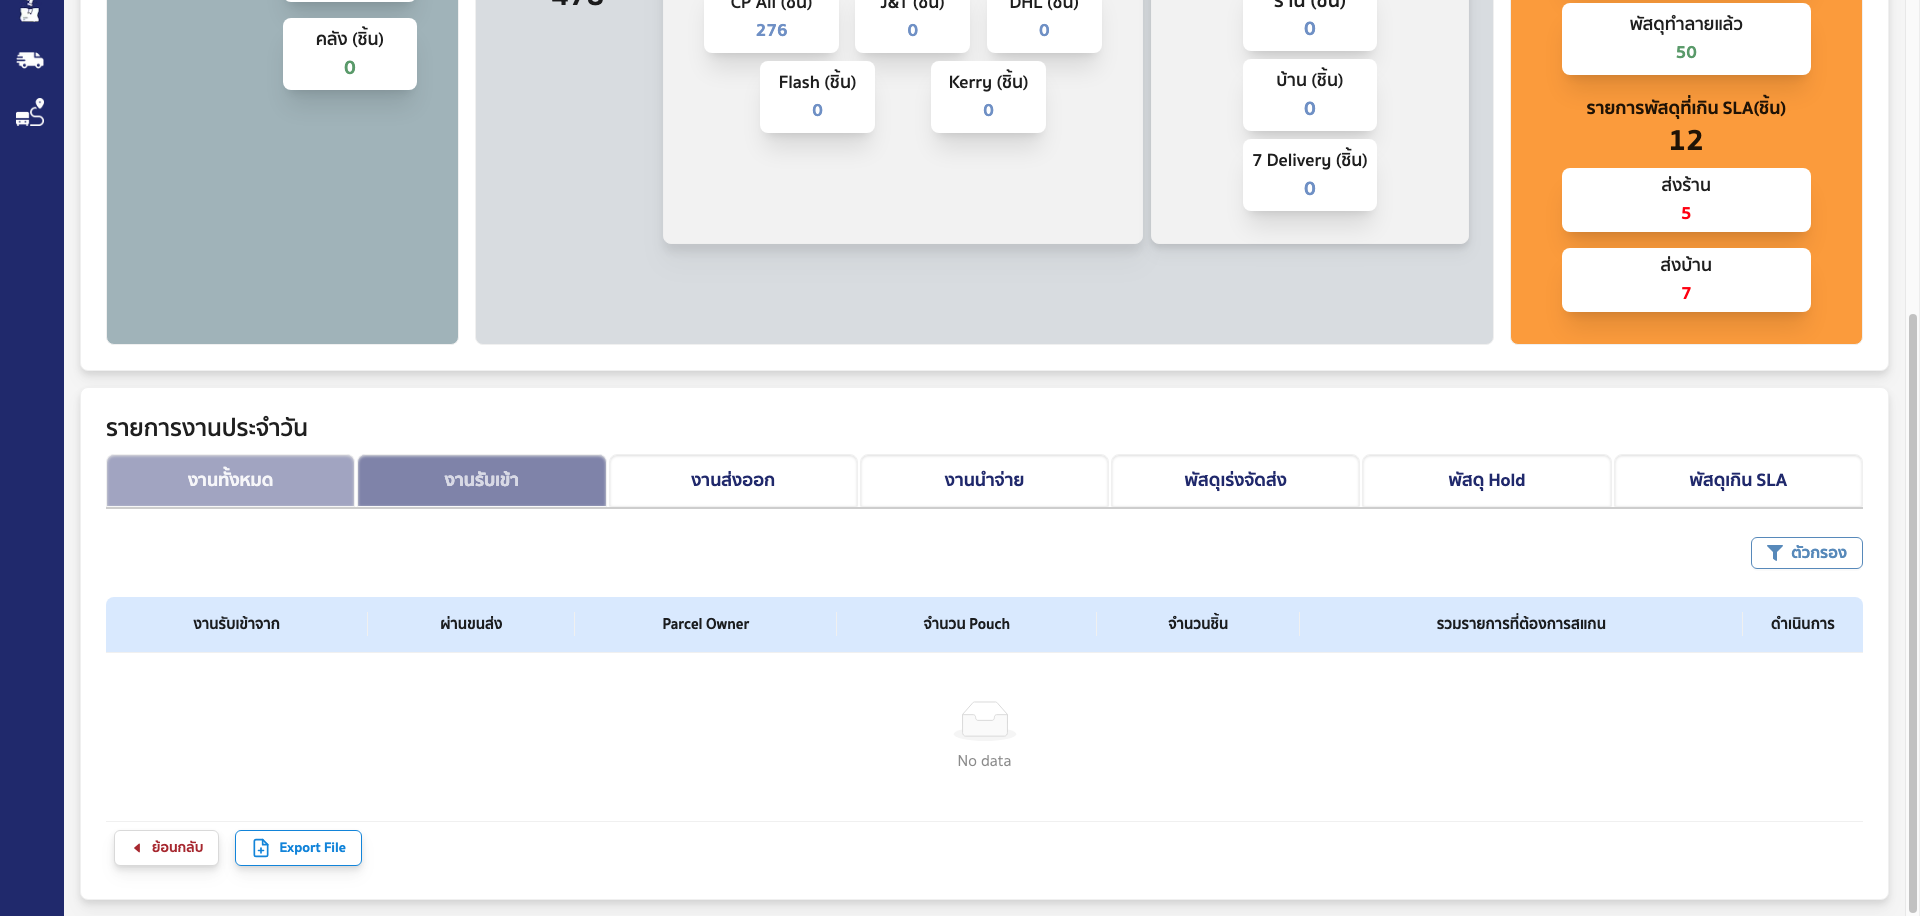 คลัง (ชิ้น)
0
CP All (ชิ้น)
276
J&T (ชิ้น)
0
DHL (ชิ้น)
0
Flash (ชิ้น)
0
Kerry (ชิ้น)
0
ร้าน (ชิ้น)
0
บ้าน (ชิ้น)
0
7 Delivery (ชิ้น)
0
พัสดุทำลายแล้ว
50
รายการพัสดุที่เกิน SLA(ชิ้น)
12
ส่งร้าน
5
ส่งบ้าน
7
รายการงานประจำวัน
งานทั้งหมด
งานรับเข้า
งานส่งออก
งานนำจ่าย
พัสดุเร่งจัดส่ง
พัสดุ Hold
พัสดุเกิน SLA
ตัวกรอง
งานรับเข้าจาก
ผ่านขนส่ง
Parcel Owner
จำนวน Pouch
จำนวนชิ้น
รวมรายการที่ต้องการสแกน
ดำเนินการ
No data
ย้อนกลับ
Export File